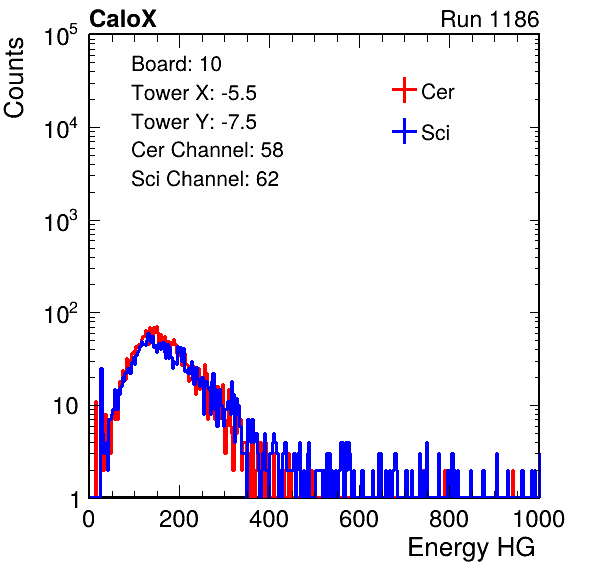 CaloX Run 1186
Counts
10^5
10^4
10^3
10^2
10
1
Board: 10
Tower X: -5.5
Tower Y: -7.5
Cer Channel: 58
Sci Channel: 62
Cer
Sci
0 200 400 600 800 1000
Energy HG